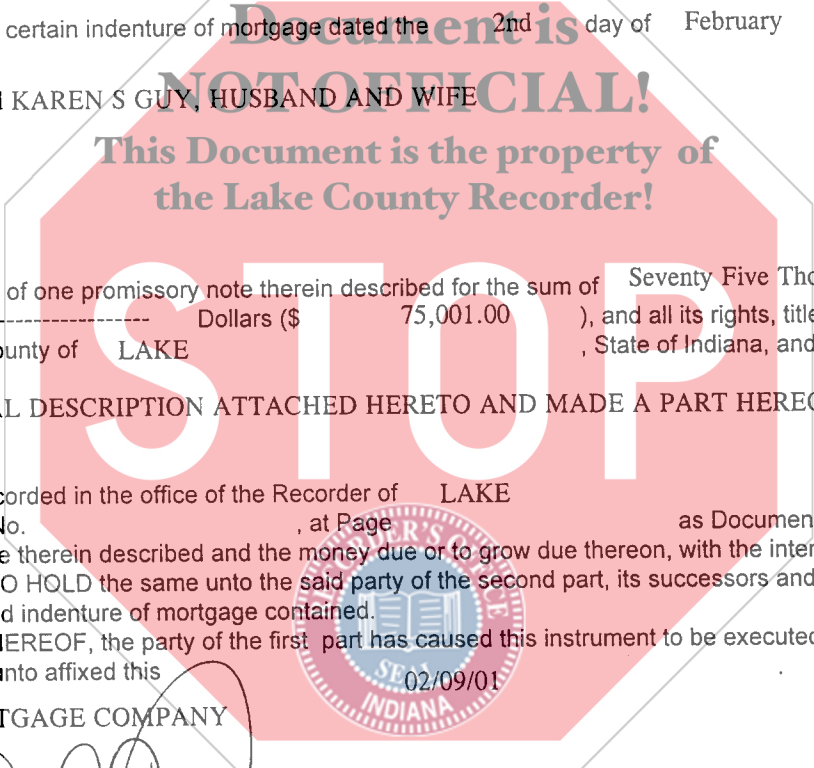 Document is
certain indenture of mortgage dated the 2nd day of February
NOT OFFICIAL!
KAREN S GUY, HUSBAND AND WIFE
This Document is the property of
the Lake County Recorder!
of one promissory note therein described for the sum of Seventy Five Tho
------------------- Dollars ($ 75,001.00 ), and all its rights, title
ounty of LAKE , State of Indiana, and
STOP
AL DESCRIPTION ATTACHED HERETO AND MADE A PART HEREO
corded in the office of the Recorder of LAKE
No. , at Page as Documen
e therein described and the money due or to grow due thereon, with the inter
O HOLD the same unto the said party of the second part, its successors and
d indenture of mortgage contained.
HEREOF, the party of the first part has caused this instrument to be executed
unto affixed this 02/09/01
RECORDER'S OFFICE
SEAL
INDIANA
TGAGE COMPANY